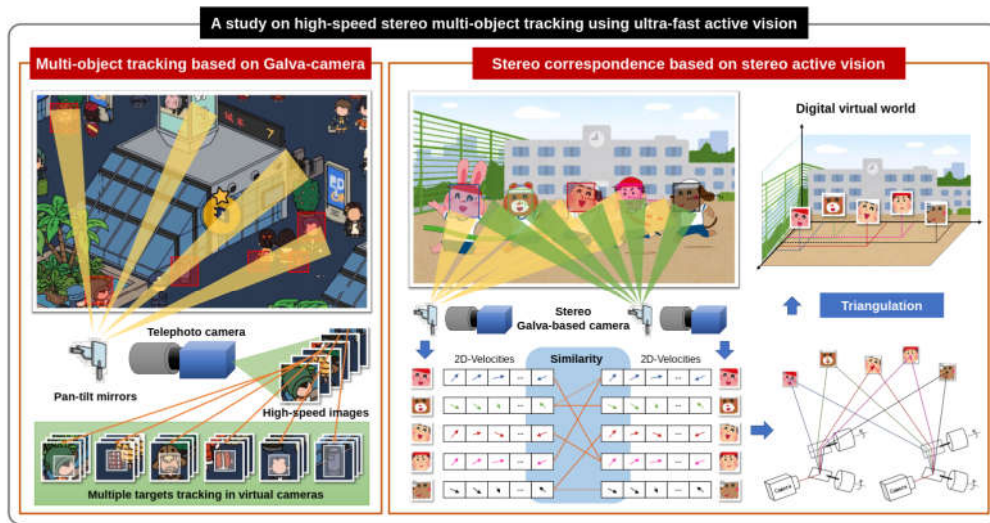 A study on high-speed stereo multi-object tracking using ultra-fast active vision
Multi-object tracking based on Galva-camera
Telephoto camera
Pan-tilt mirrors
High-speed images
Multiple targets tracking in virtual cameras
Stereo correspondence based on stereo active vision
Stereo
Galva-based camera
2D-Velocities
Similarity
2D-Velocities
...
...
...
...
...
...
...
...
...
...
Digital virtual world
Triangulation
Camera
Camera